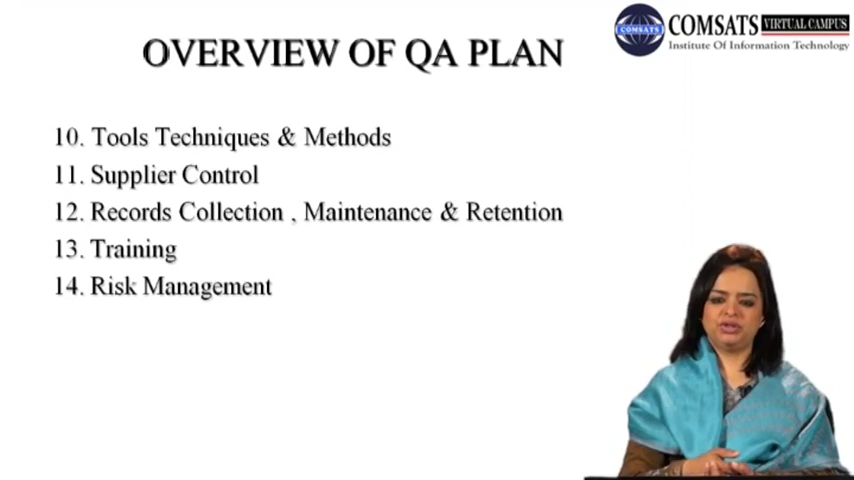 COMSATS VIRTUAL CAMPUS
COMSATS Institute Of Information Technology
OVERVIEW OF QA PLAN
10. Tools Techniques & Methods
11. Supplier Control
12. Records Collection , Maintenance & Retention
13. Training
14. Risk Management